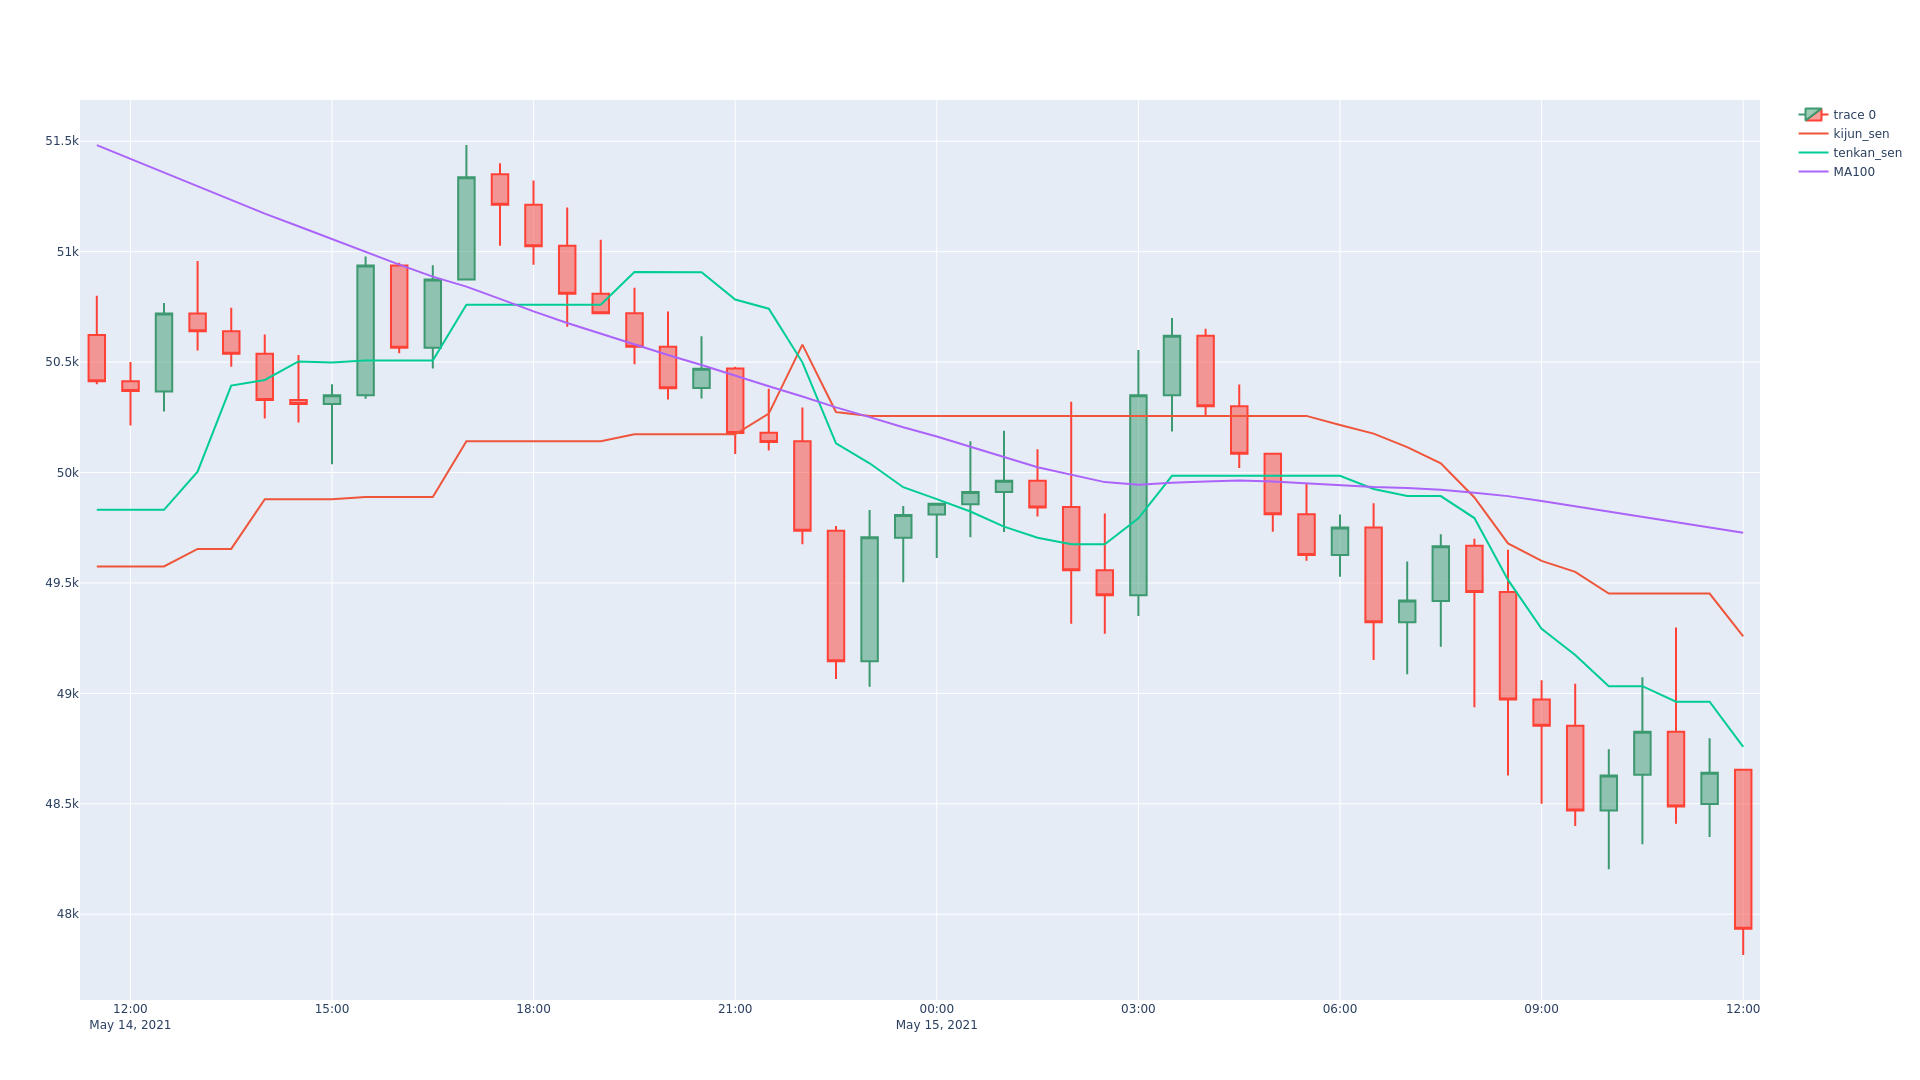 51.5k
51k
50.5k
50k
49.5k
49k
48.5k
48k
12:00
May 14, 2021
15:00
18:00
21:00
00:00
May 15, 2021
03:00
06:00
09:00
12:00
trace 0
kijun_sen
tenkan_sen
MA100